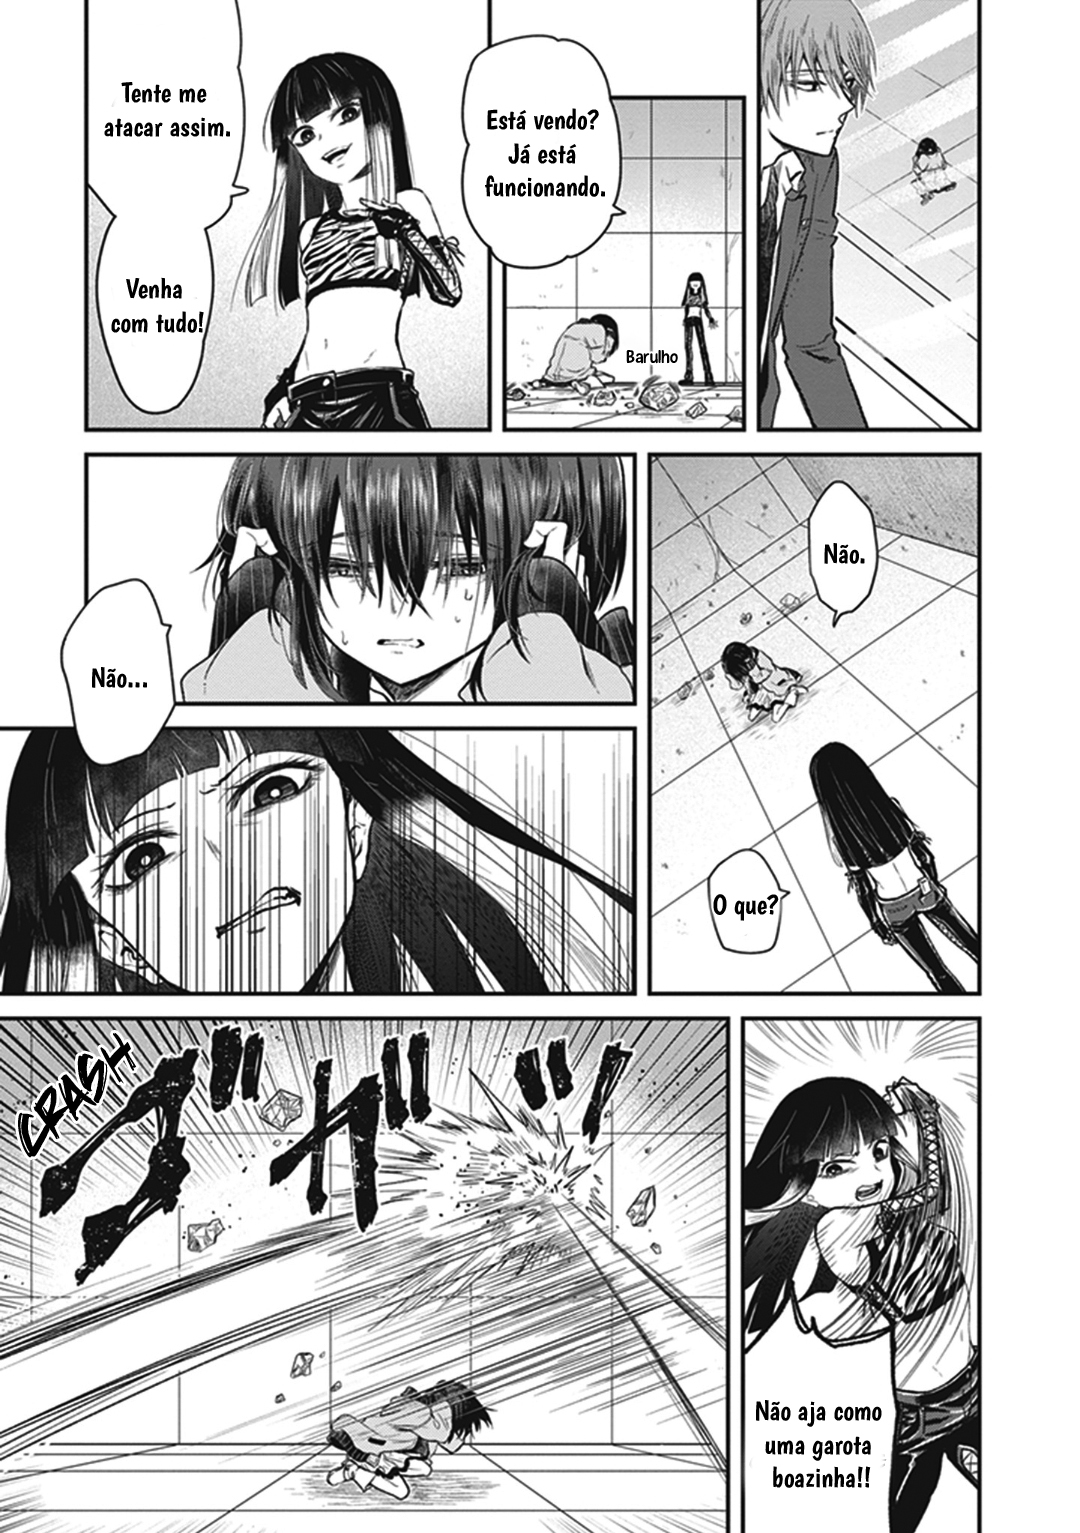 Está vendo?
Já está
funcionando.
Barulho
Tente me
atacar assim.
Venha
com tudo!
Não.
O que?
Não...
Não aja como
uma garota
boazinha!!
CRASH